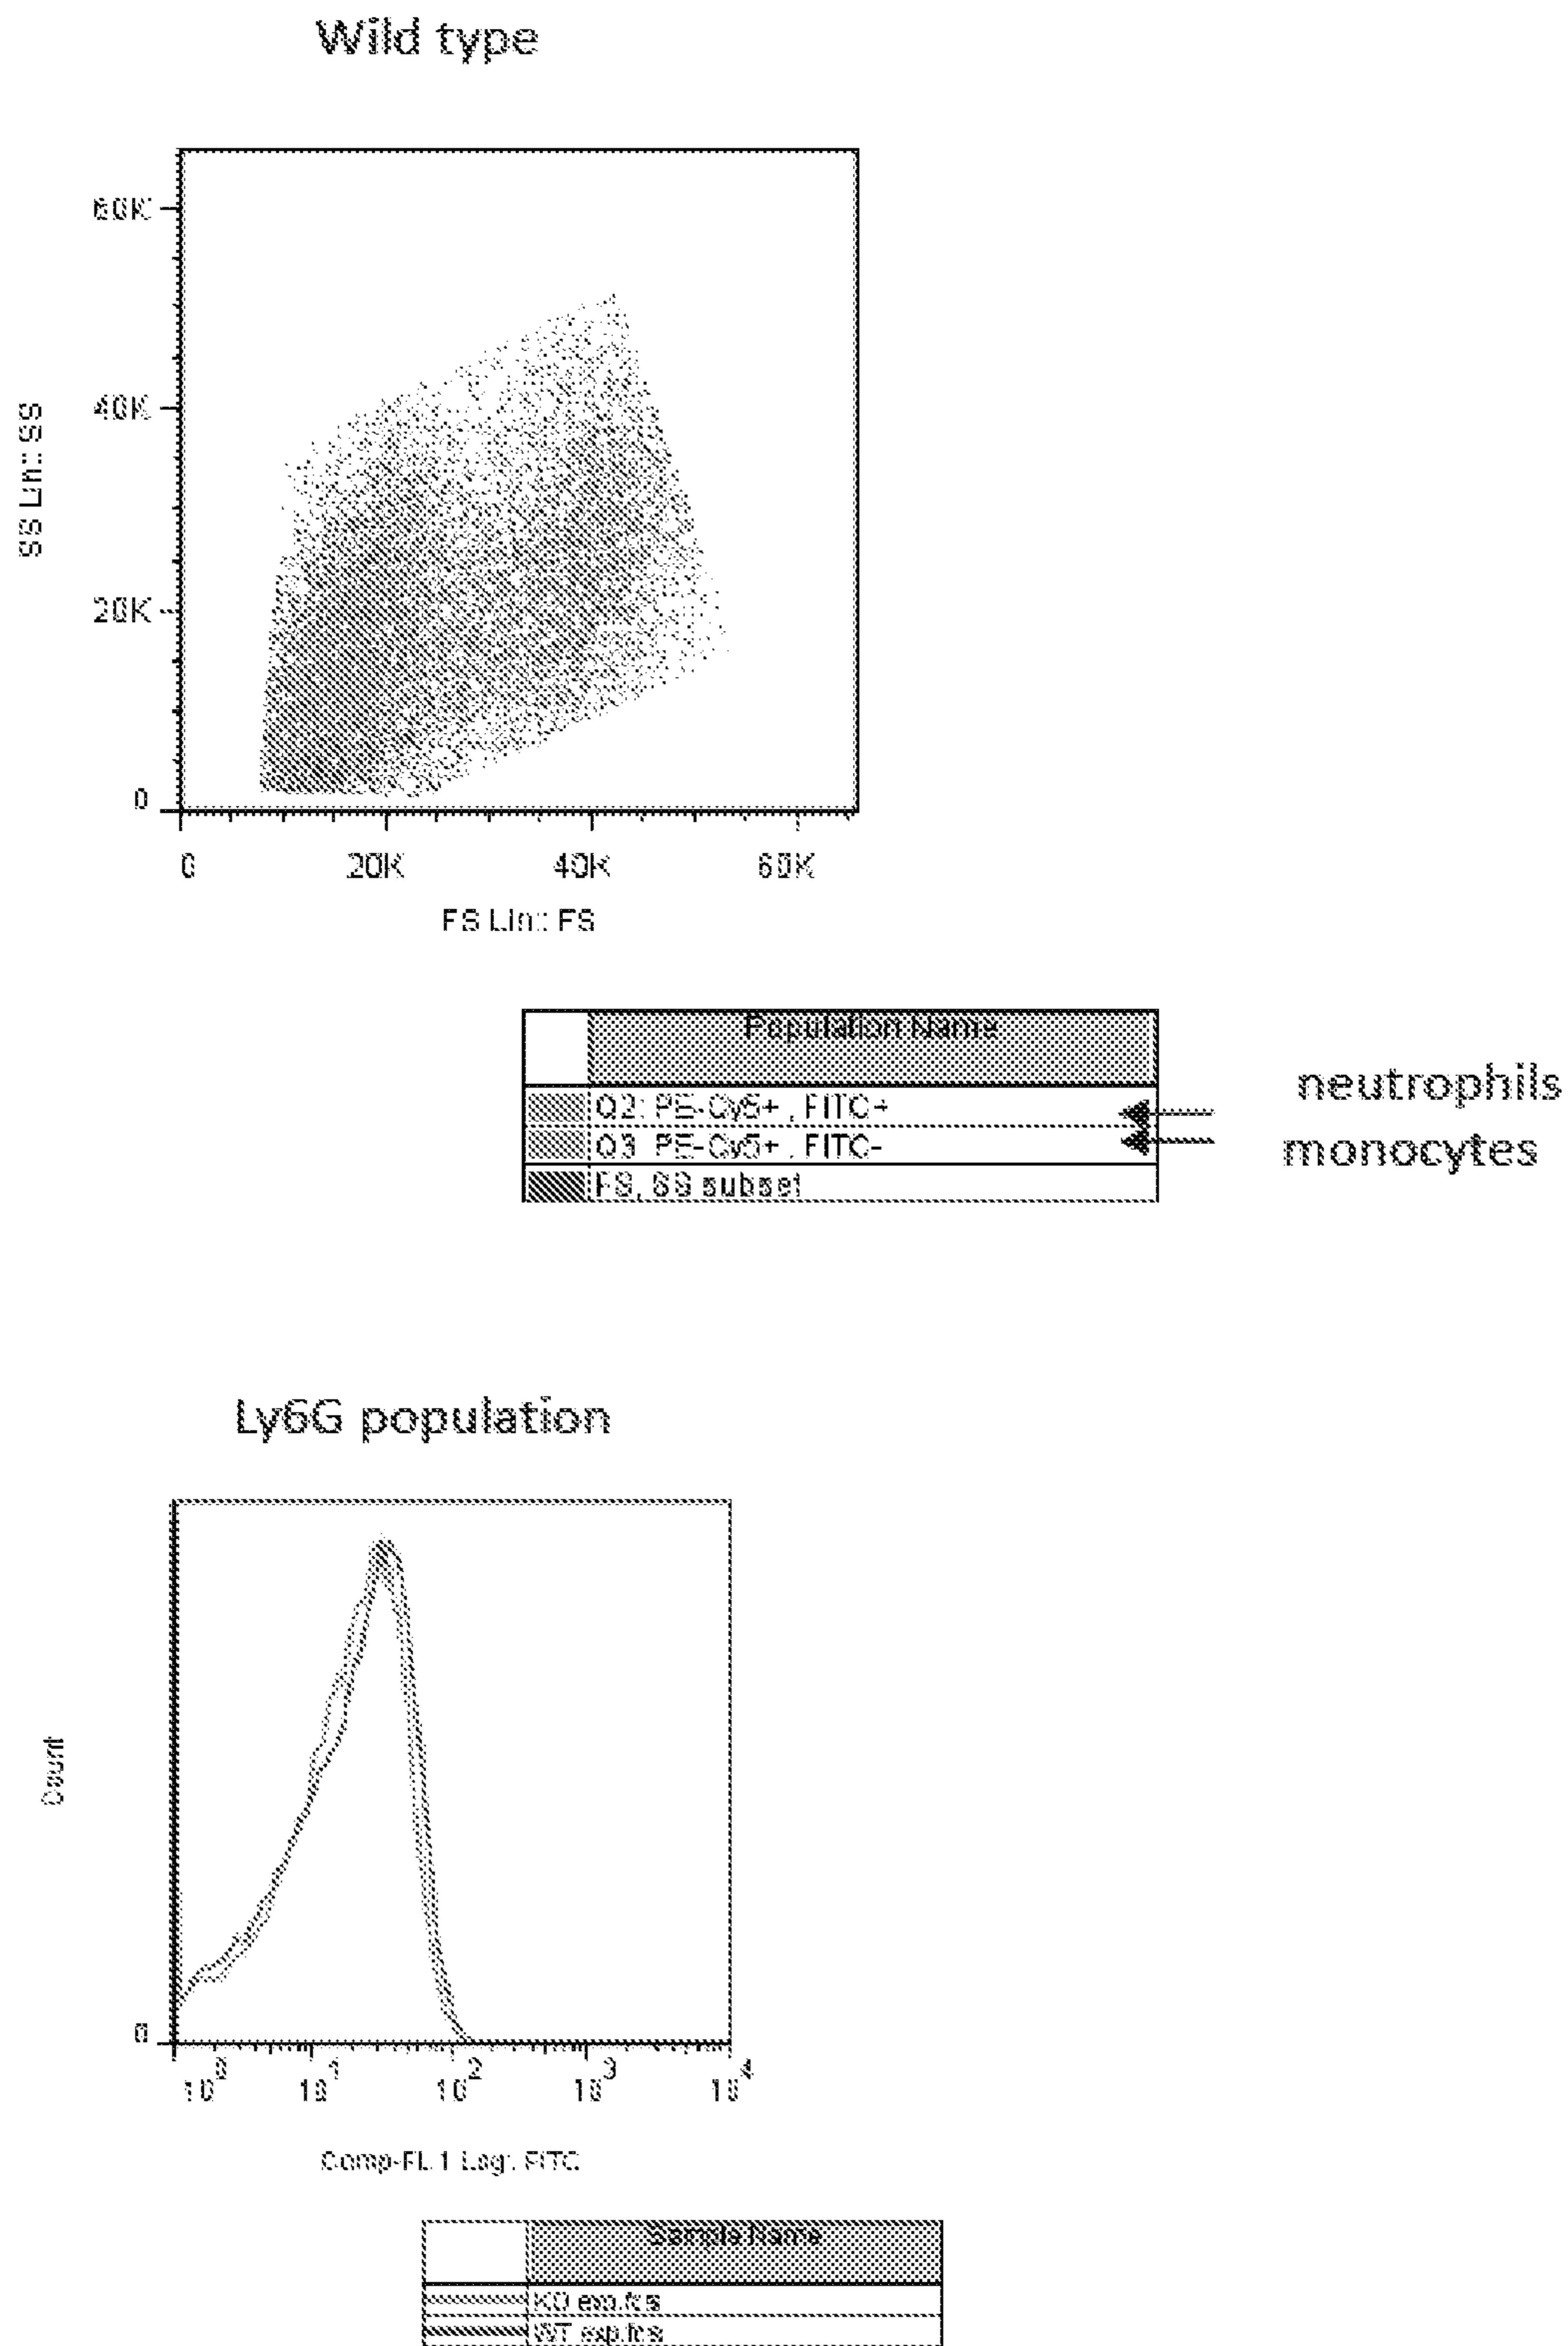 Wild type
60K
40K
20K
0
SS Lin:: SS
0 20K 40K 60K
FS Lin:: FS
Population Name
Q2: PE-Cy5+ , FITC+
Q3: PE-Cy5+ , FITC-
FS, SS subset
neutrophils
monocytes
Ly6G population
Count
0
10^0 10^1 10^2 10^3 10^4
Comp-FL 1 Log:: FITC
Sample Name
KO exp.fcs
WT exp.fcs